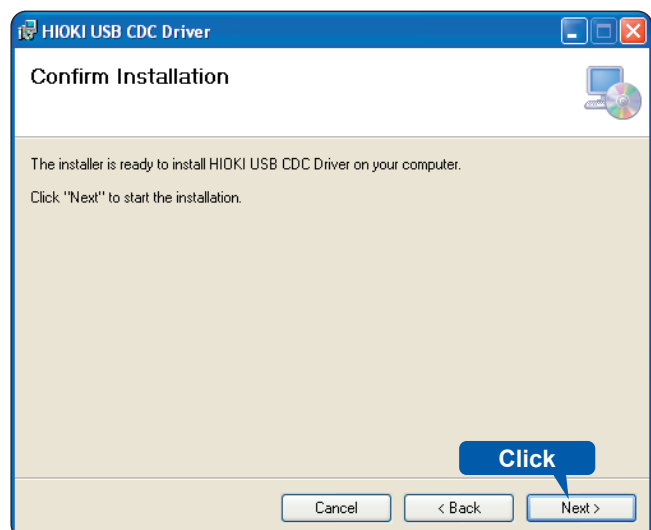 HIOKI USB CDC Driver
Confirm Installation
The installer is ready to install HIOKI USB CDC Driver on your computer.
Click "Next" to start the installation.
Click
Cancel
< Back
Next >